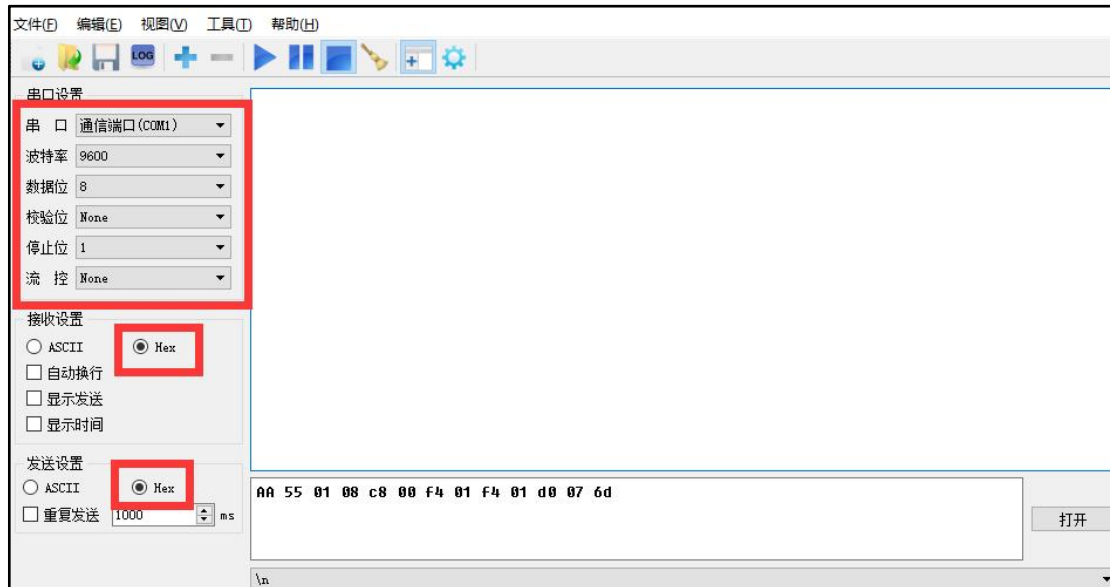 文件(F) 编辑(E) 视图(V) 工具(T) 帮助(H)
LOG
串口设置
串 口 通信端口(COM1)
波特率 9600
数据位 8
校验位 None
停止位 1
流 控 None
接收设置
ASCII Hex
自动换行
显示发送
显示时间
发送设置
ASCII Hex
重复发送 1000 ms
AA 55 01 08 c8 00 f4 01 f4 01 d0 07 6d
打开
\n